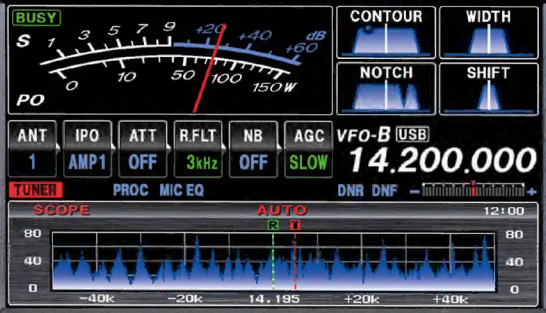 BUSY
S 1 3 5 7 9 +20 +40 +60 dB
0 10 50 100 150 W
PO
CONTOUR WIDTH
NOTCH SHIFT
ANT IPO ATT R.FLT NB AGC
1 AMP1 OFF 3kHz OFF SLOW
VFO-B USB
14.200.000
TUNER PROC MIC EQ DNR DNF − +
SCOPE AUTO 12:00
R T
80 80
40 40
0 0
−40k −20k 14.195 +20k +40k